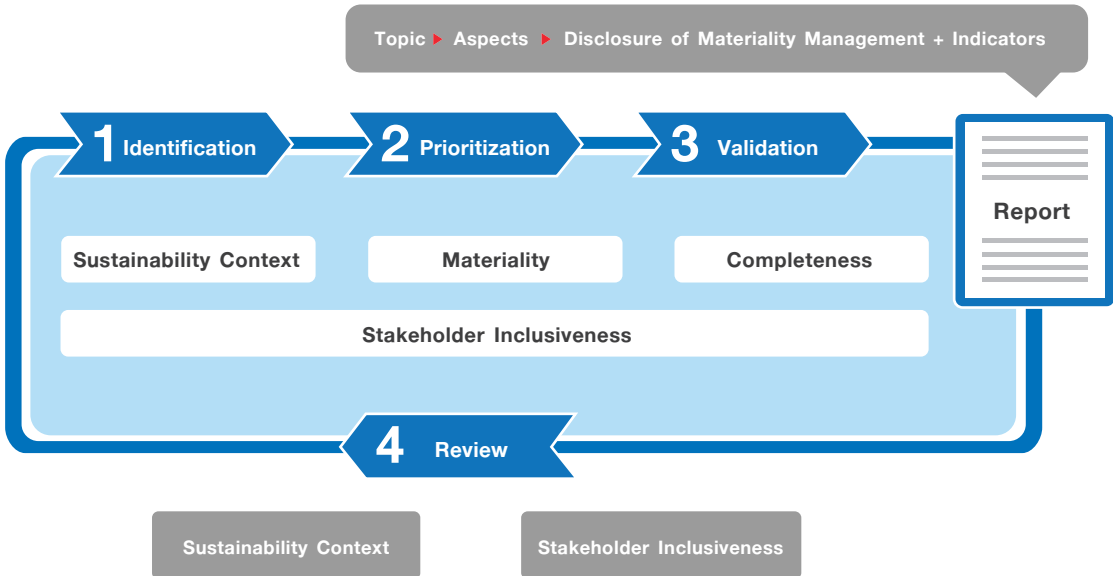 Topic ▶ Aspects ▶ Disclosure of Materiality Management + Indicators
1 Identification
2 Prioritization
3 Validation
Report
Sustainability Context
Materiality
Completeness
Stakeholder Inclusiveness
4 Review
Sustainability Context
Stakeholder Inclusiveness